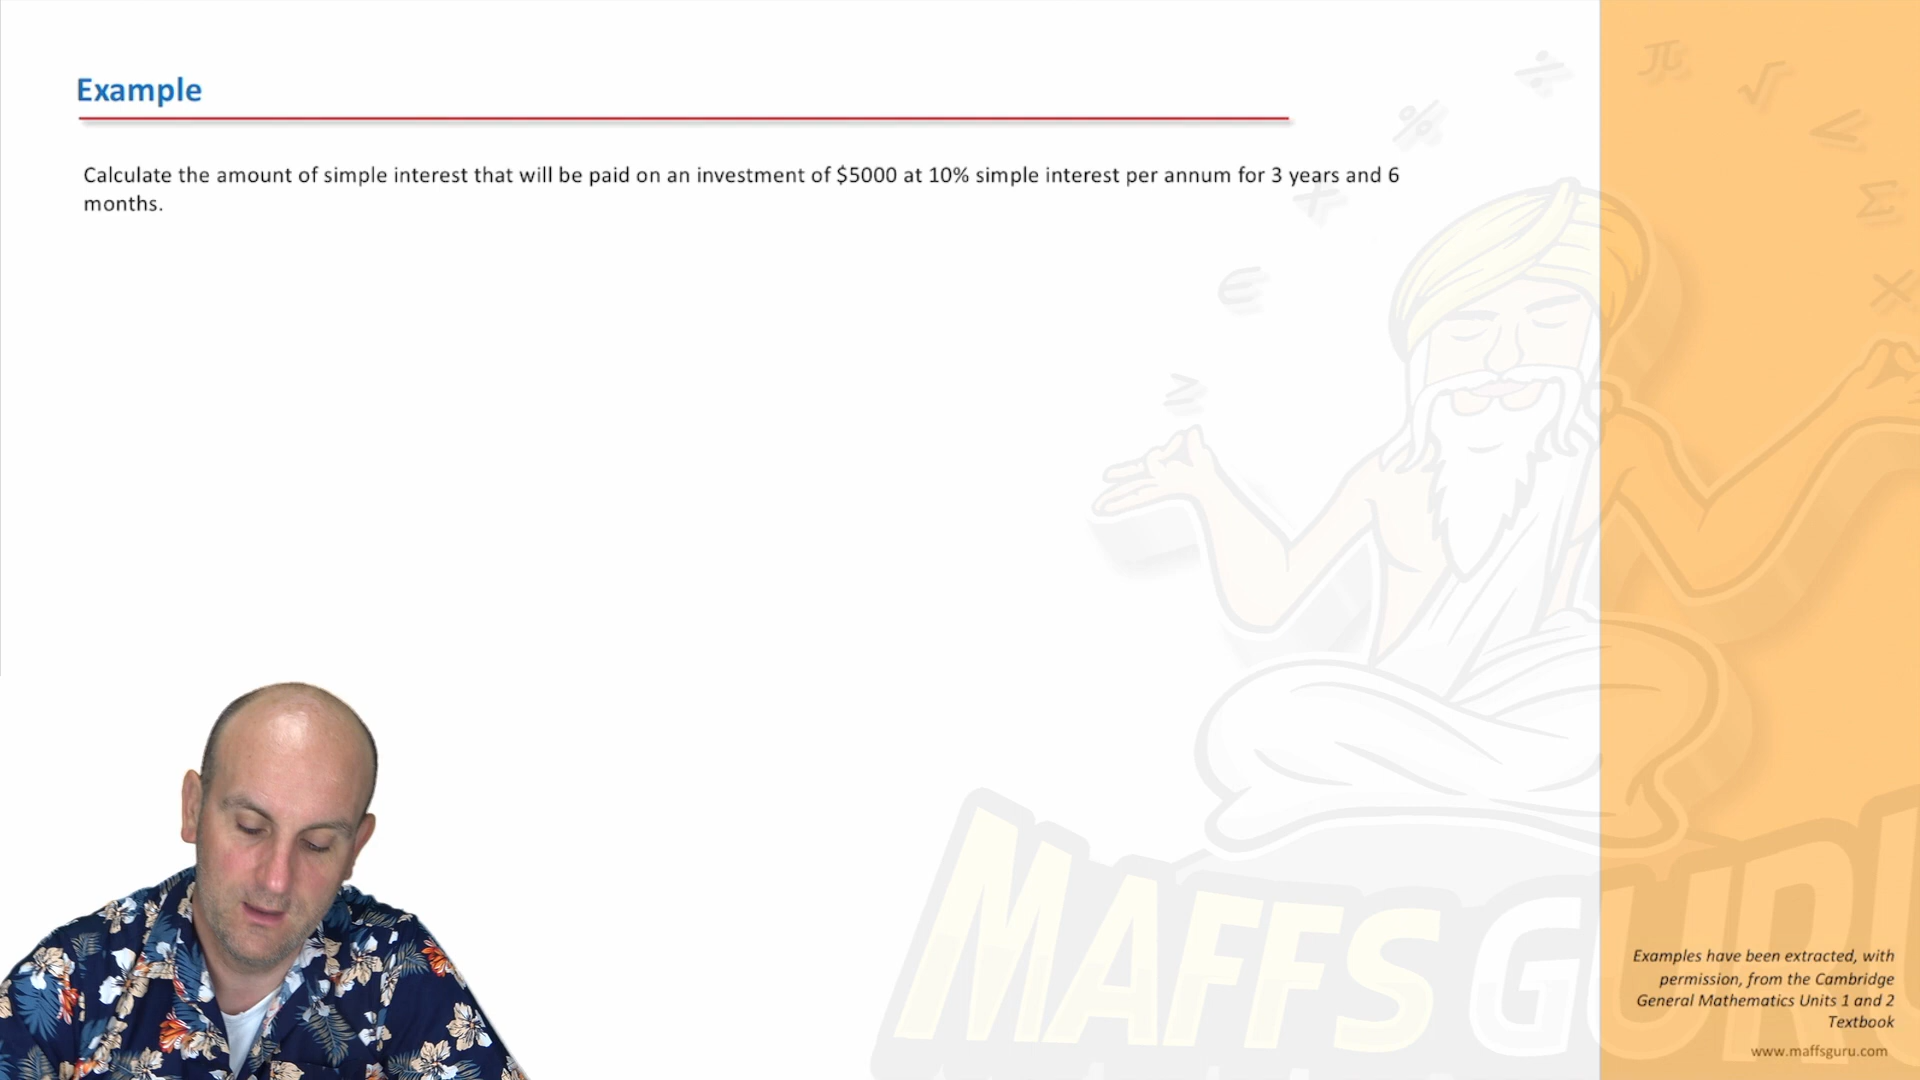 Example
Calculate the amount of simple interest that will be paid on an investment of $5000 at 10% simple interest per annum for 3 years and 6
months.
÷
π
√
%
≤
+
Σ
€
×
≥
MAFFS GURU
Examples have been extracted, with
permission, from the Cambridge
General Mathematics Units 1 and 2
Textbook
www.maffsguru.com